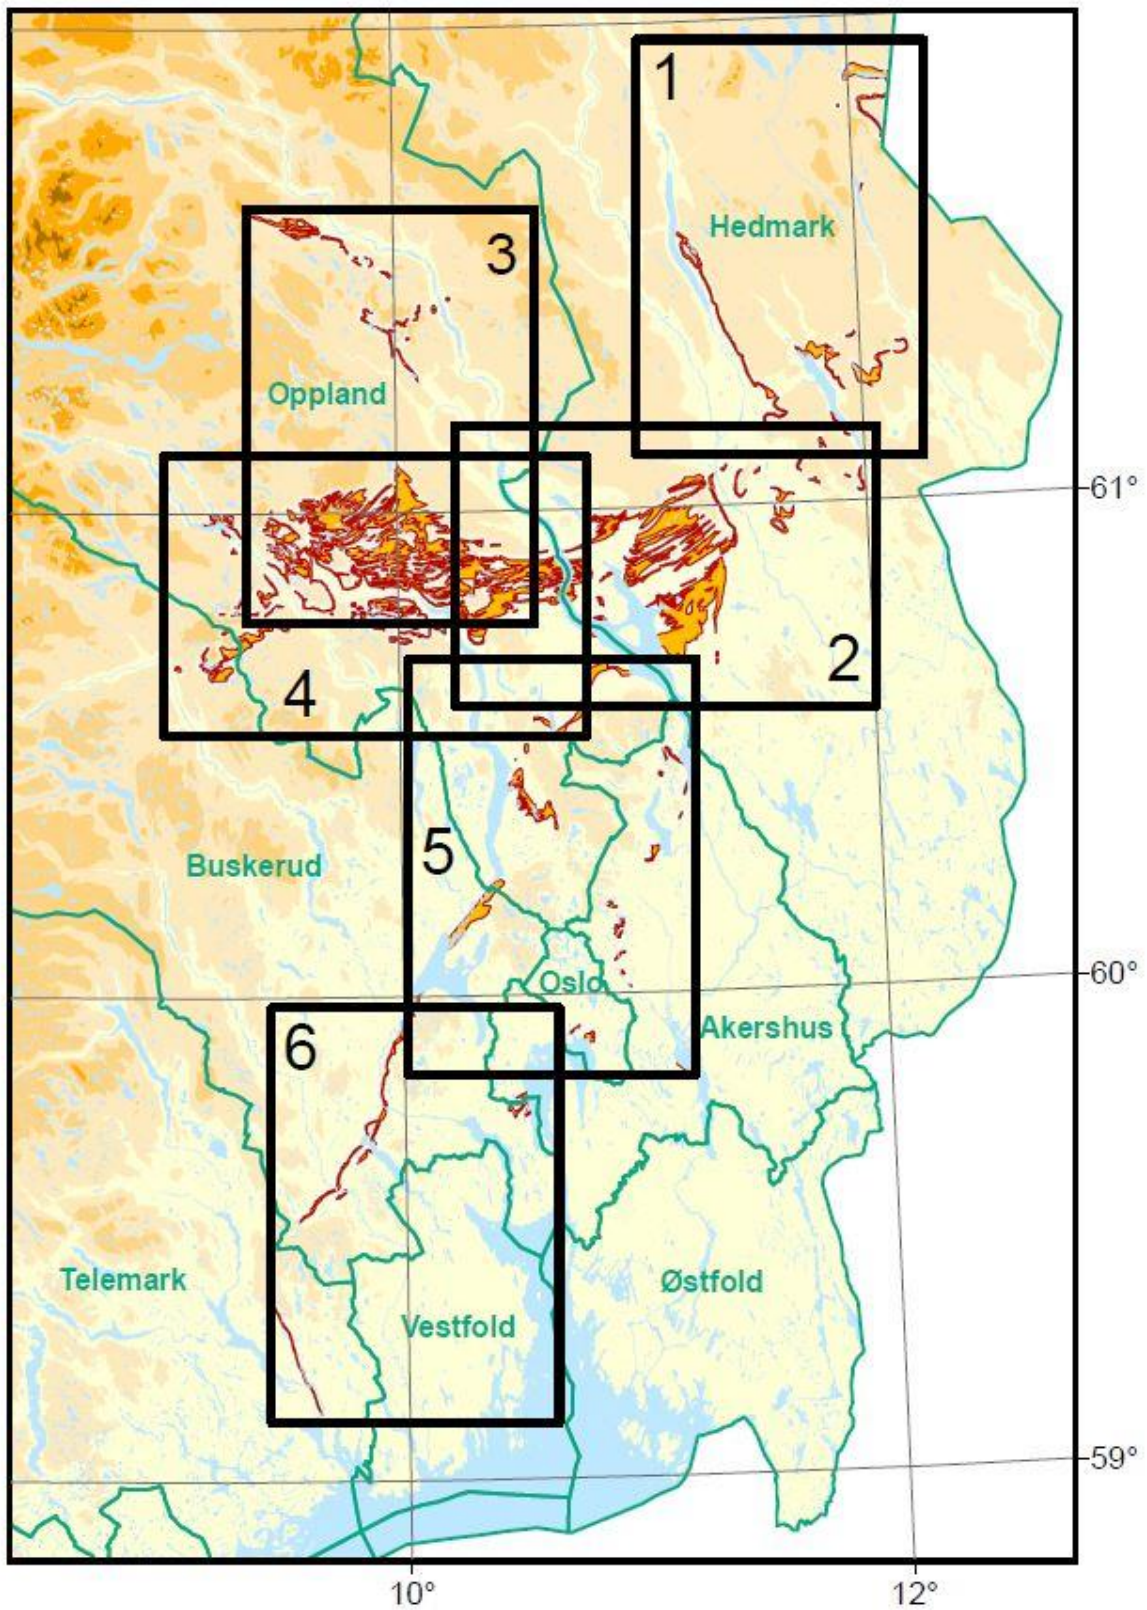 1
Hedmark
3
Oppland
61°
2
4
5
Buskerud
60°
Oslo
Akershus
6
Telemark
Østfold
Vestfold
59°
10°
12°